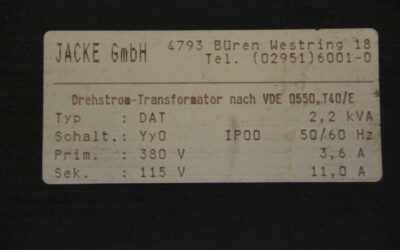 JACKE GmbH 4793 Büren Westring 18
Tel. (02951)6001-0
Drehstrom-Transformator nach VDE 0550,T40/E
Typ : DAT 2,2 kVA
Schalt.: Yy0 IP00 50/60 Hz
Prim. : 380 V 3,6 A
Sek. : 115 V 11,0 A